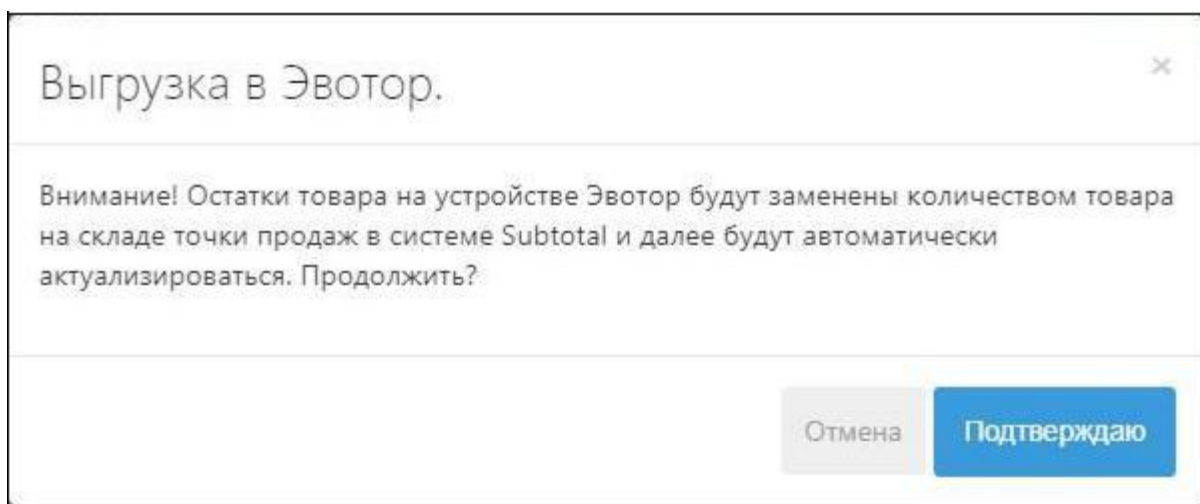 Выгрузка в Эвотор.
×
Внимание! Остатки товара на устройстве Эвотор будут заменены количеством товара
на складе точки продаж в системе Subtotal и далее будут автоматически
актуализироваться. Продолжить?
Отмена
Подтверждаю